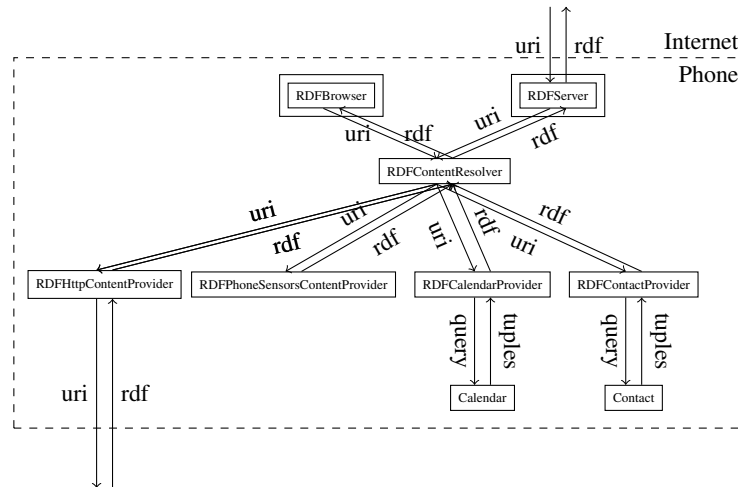 uri rdf
Internet
Phone
RDFBrowser
RDFServer
uri rdf
uri
rdf
RDFContentResolver
uri
rdf
uri
rdf
uri
rdf
uri
rdf
RDFHttpContentProvider
RDFPhoneSensorsContentProvider
RDFCalendarProvider
RDFContactProvider
query
tuples
query
tuples
uri rdf
Calendar
Contact